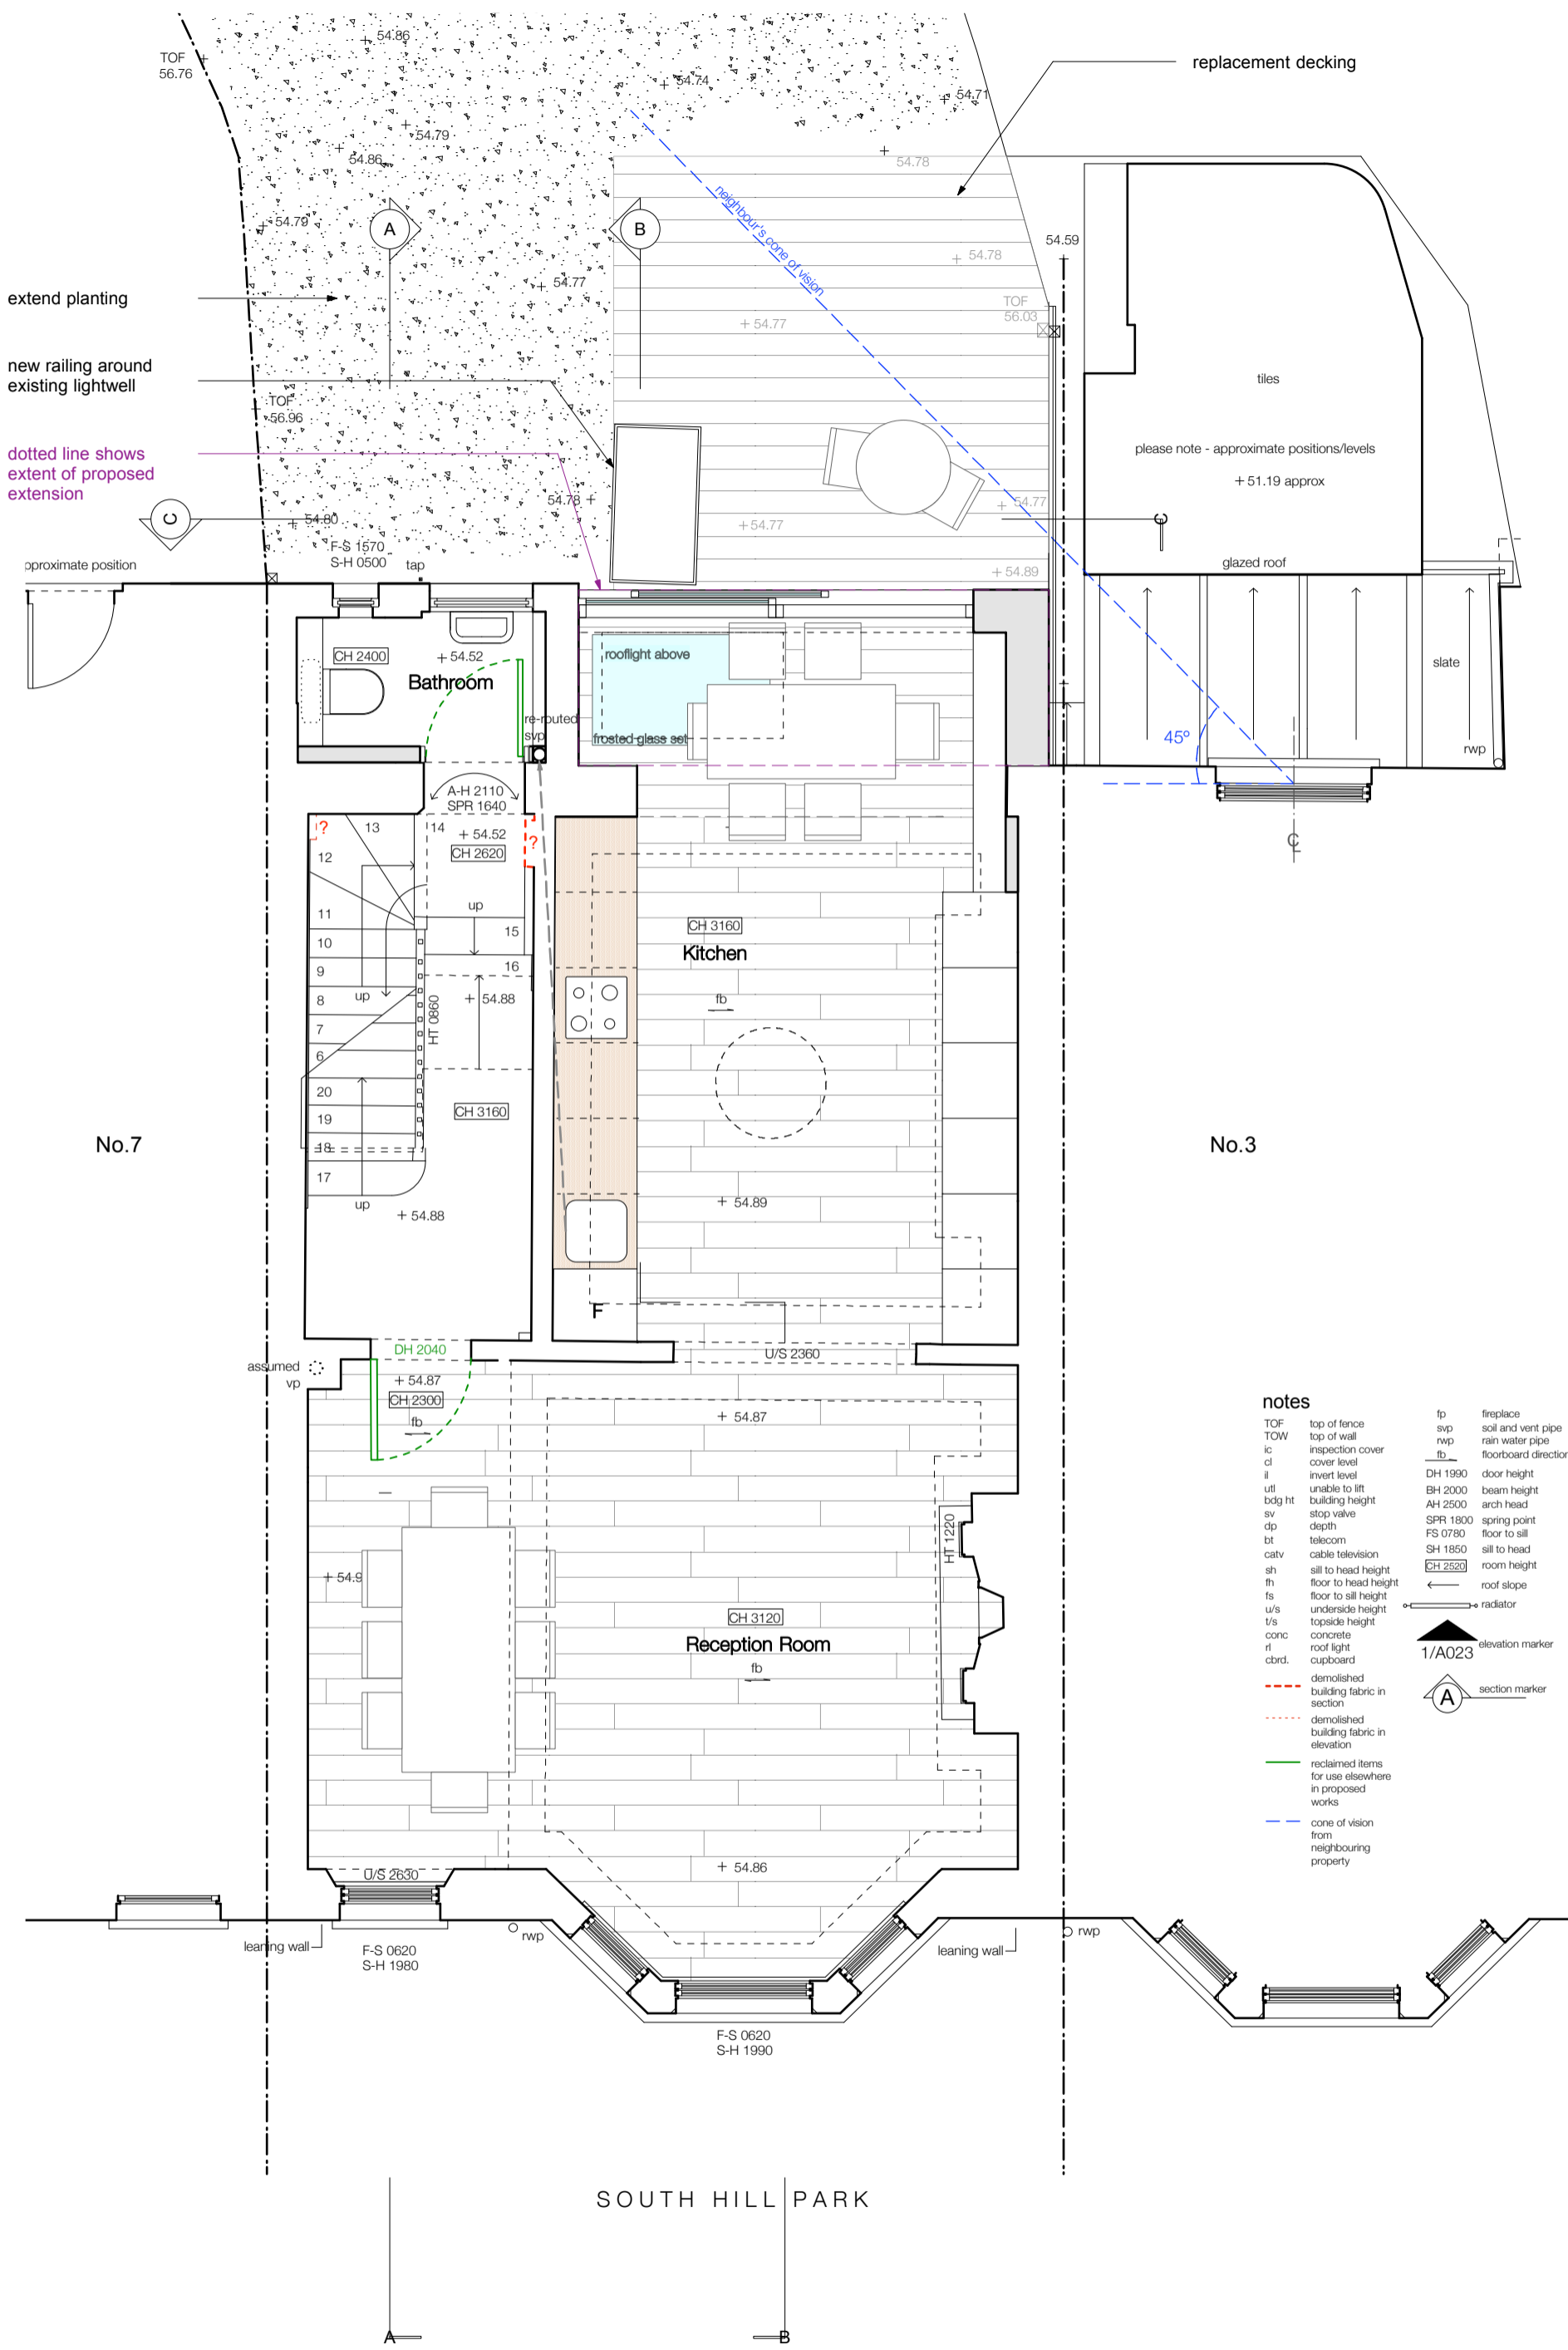 replacement decking
TOF
56.76
54.86
54.74
54.71
54.79
54.86
54.78
neighbour's cone of vision
54.79
A
B
54.59
54.78
54.77
extend planting
TOF
56.03
54.77
new railing around
existing lightwell
tiles
TOF
56.96
dotted line shows
extent of proposed
extension
please note - approximate positions/levels
51.19 approx
54.78
54.77
54.77
C
54.80
C
F-S 1570
S-H 0500
tap
pproximate position
glazed roof
54.89
CH 2400
54.52
Bathroom
rooflight above
slate
re-routed
svp
frosted glass set
45º
rwp
A-H 2110
SPR 1640
54.52
CH 2620
?
?
13
14
12
11
up
15
10
16
9
8
up
54.88
HT 0860
7
6
20
19
18
17
CH 3160
up
54.88
CH 3160
Kitchen
fb
54.89
F
No.7
No.3
DH 2040
U/S 2360
assumed
vp
54.87
CH 2300
fb
54.87
54.9
HT 1220
CH 3120
Reception Room
fb
54.86
U/S 2630
leaning wall
F-S 0620
S-H 1980
rwp
leaning wall
rwp
F-S 0620
S-H 1990
notes
TOF top of fence
TOW top of wall
ic inspection cover
cl cover level
il invert level
utl unable to lift
bdg ht building height
sv stop valve
dp depth
bt telecom
catv cable television
sh sill to head height
fh floor to head height
fs floor to sill height
u/s underside height
t/s topside height
conc concrete
rl roof light
cbrd. cupboard
demolished
building fabric in
section
demolished
building fabric in
elevation
reclaimed items
for use elsewhere
in proposed
works
cone of vision
from
neighbouring
property
fp fireplace
svp soil and vent pipe
rwp rain water pipe
fb floorboard direction
DH 1990 door height
BH 2000 beam height
AH 2500 arch head
SPR 1800 spring point
FS 0780 floor to sill
SH 1850 sill to head
CH 2520 room height
roof slope
radiator
1/A023 elevation marker
A section marker
SOUTH HILL PARK
A
B